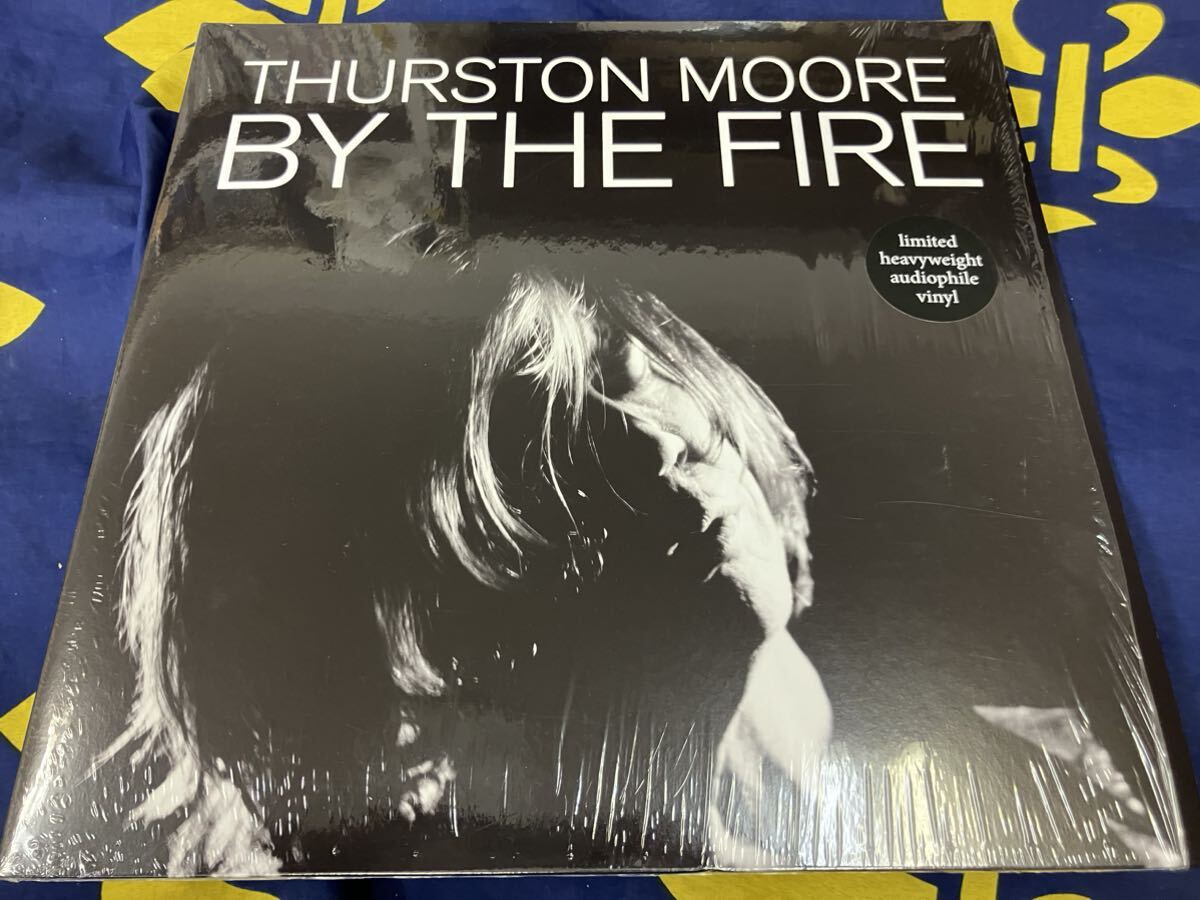 THURSTON MOORE
BY THE FIRE
limited
heavyweight
audiophile
vinyl